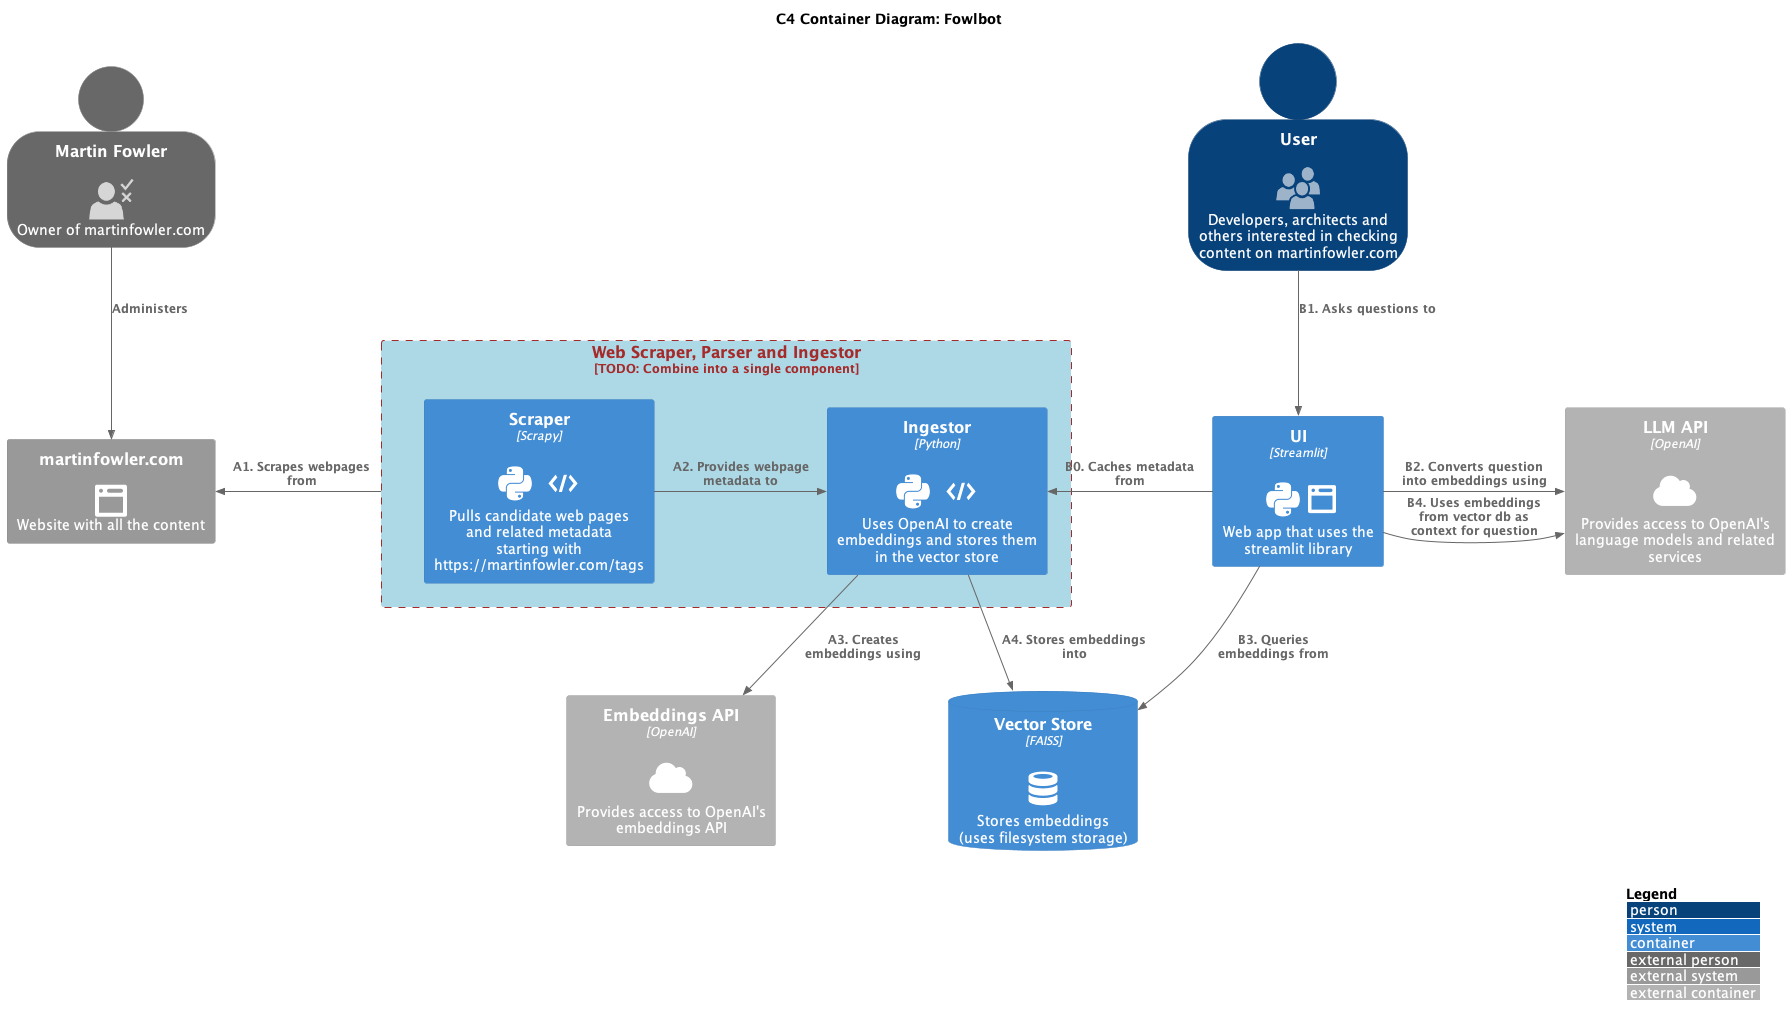 C4 Container Diagram: Fowlbot
Martin Fowler
Owner of martinfowler.com
User
Developers, architects and
others interested in checking
content on martinfowler.com
Administers
B1. Asks questions to
Web Scraper, Parser and Ingestor
[TODO: Combine into a single component]
martinfowler.com
Website with all the content
A1. Scrapes webpages
from
Scraper
[Scrapy]
Pulls candidate web pages
and related metadata
starting with
https://martinfowler.com/tags
A2. Provides webpage
metadata to
Ingestor
[Python]
Uses OpenAI to create
embeddings and stores them
in the vector store
B0. Caches metadata
from
UI
[Streamlit]
Web app that uses the
streamlit library
B2. Converts question
into embeddings using
B4. Uses embeddings
from vector db as
context for question
LLM API
[OpenAI]
Provides access to OpenAI's
language models and related
services
A3. Creates
embeddings using
A4. Stores embeddings
into
B3. Queries
embeddings from
Embeddings API
[OpenAI]
Provides access to OpenAI's
embeddings API
Vector Store
[FAISS]
Stores embeddings
(uses filesystem storage)
Legend
person
system
container
external person
external system
external container